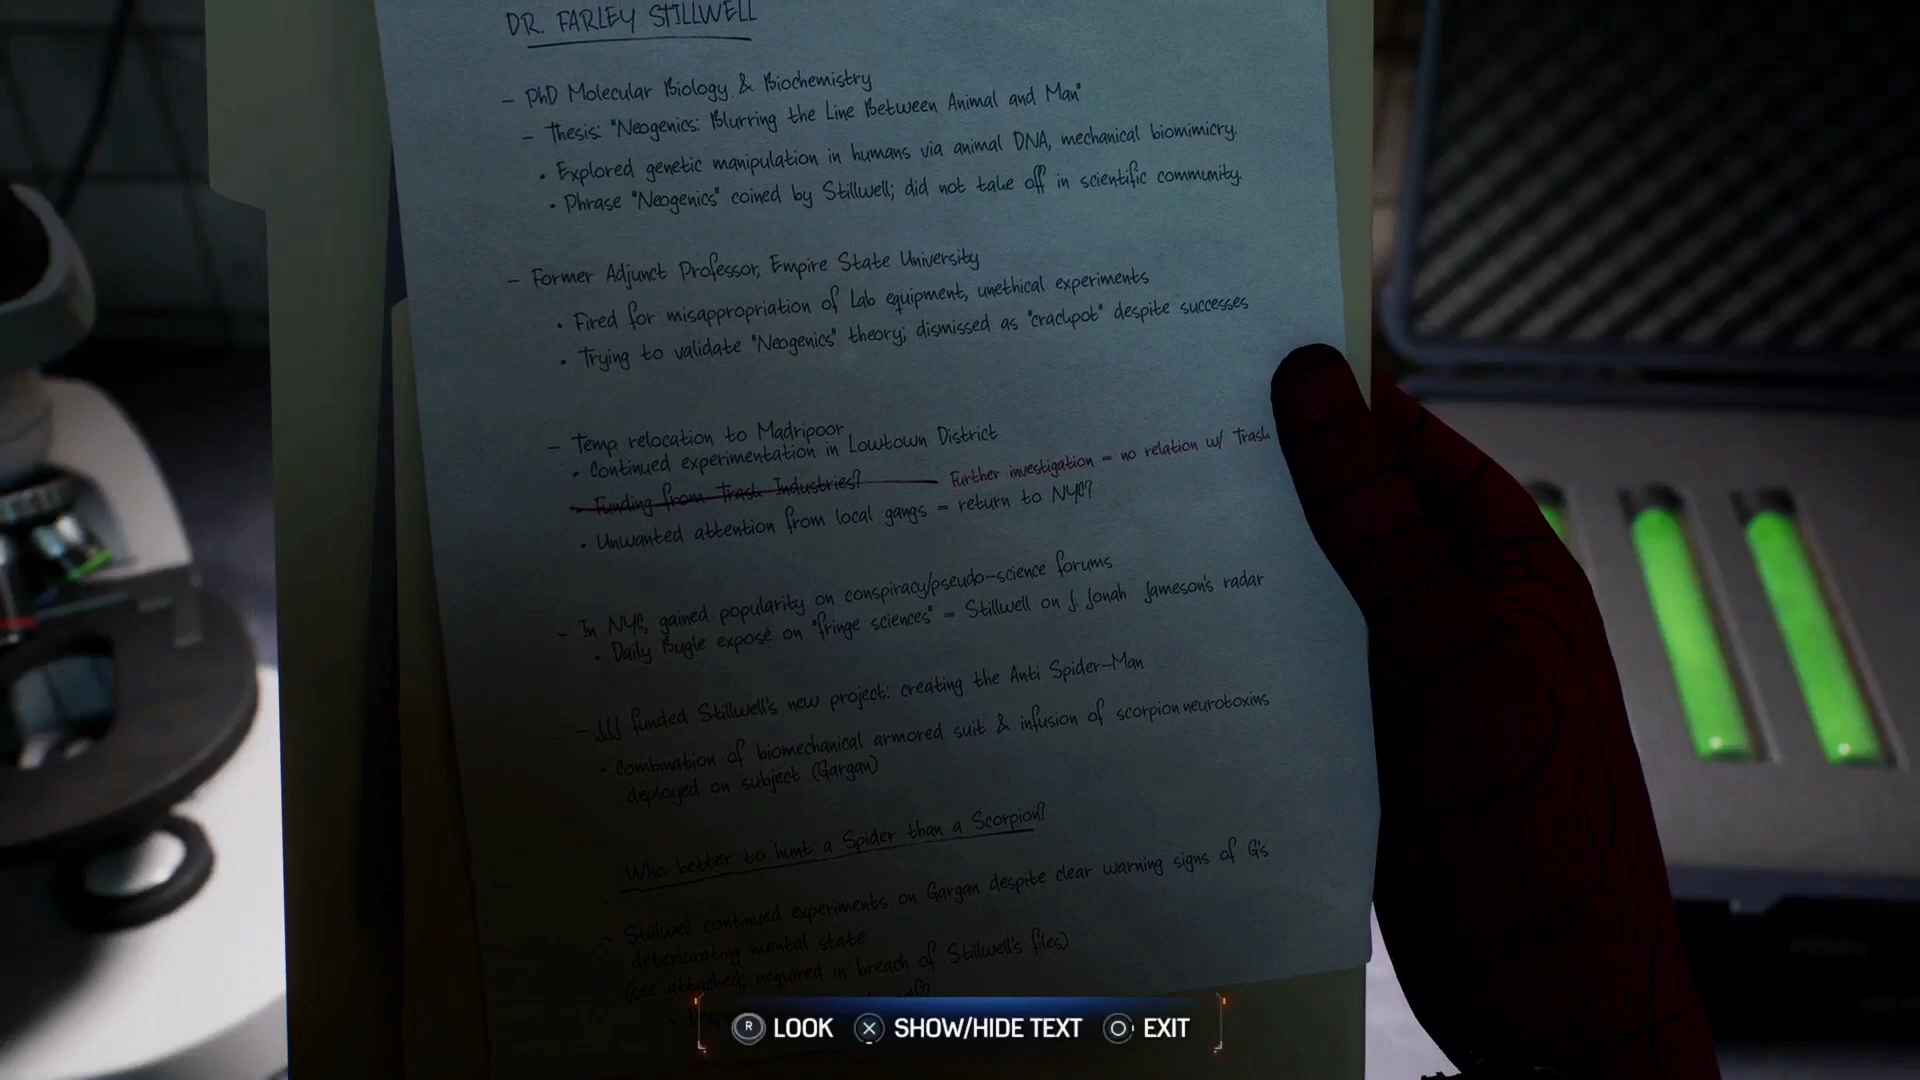 DR. FARLEY STILLWELL
- PhD Molecular Biology & Biochemistry
- Thesis: "Neogenics: Blurring the Line Between Animal and Man"
• Explored genetic manipulation in humans via animal DNA, mechanical biomimicry.
• Phrase "Neogenics" coined by Stillwell; did not take off in scientific community.
- Former Adjunct Professor, Empire State University
• Fired for misappropriation of Lab equipment, unethical experiments
• Trying to validate "Neogenics" theory; dismissed as "crackpot" despite successes
- Temp relocation to Madripoor
• Continued experimentation in Lowtown District
• Funding from Trask Industries? Further investigation = no relation w/ Trask
• Unwanted attention from local gangs = return to NYC?
- In NYC, gained popularity on conspiracy/pseudo-science forums
• Daily Bugle exposé on "fringe sciences" = Stillwell on J. Jonah Jameson's radar
- JJJ funded Stillwell's new project: creating the Anti Spider-Man
• Combination of biomechanical armored suit & infusion of scorpion neurotoxins
deployed on subject (Gargan)
Who better to hunt a Spider than a Scorpion?
- Stillwell continued experiments on Gargan despite clear warning signs of G's
deteriorating mental state
(see attached; acquired in breach of Stillwell's files)
R LOOK SHOW/HIDE TEXT EXIT